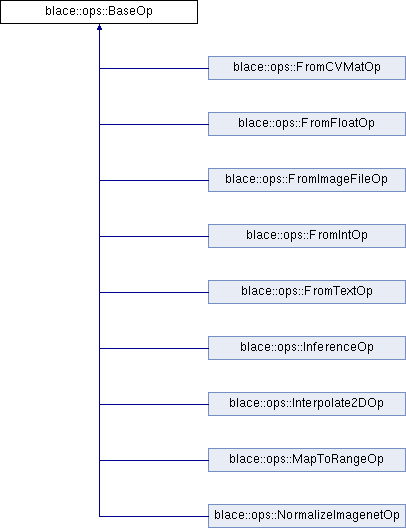 blace::ops::BaseOp
blace::ops::FromCVMatOp
blace::ops::FromFloatOp
blace::ops::FromImageFileOp
blace::ops::FromIntOp
blace::ops::FromTextOp
blace::ops::InferenceOp
blace::ops::Interpolate2DOp
blace::ops::MapToRangeOp
blace::ops::NormalizeImagenetOp